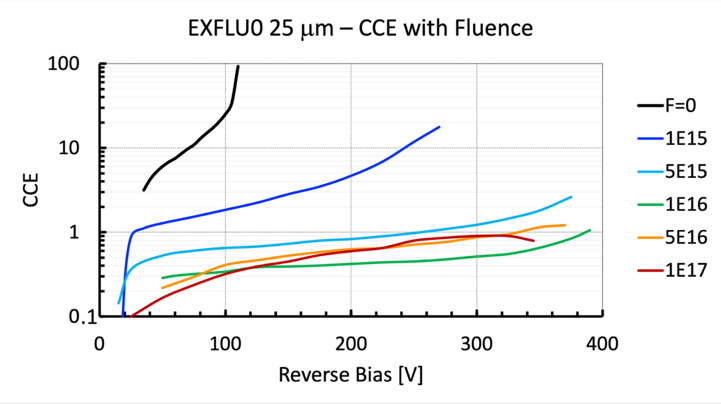 EXFLU0 25 μm – CCE with Fluence
100
10
1
0.1
CCE
0
100
200
300
400
Reverse Bias [V]
F=0
1E15
5E15
1E16
5E16
1E17